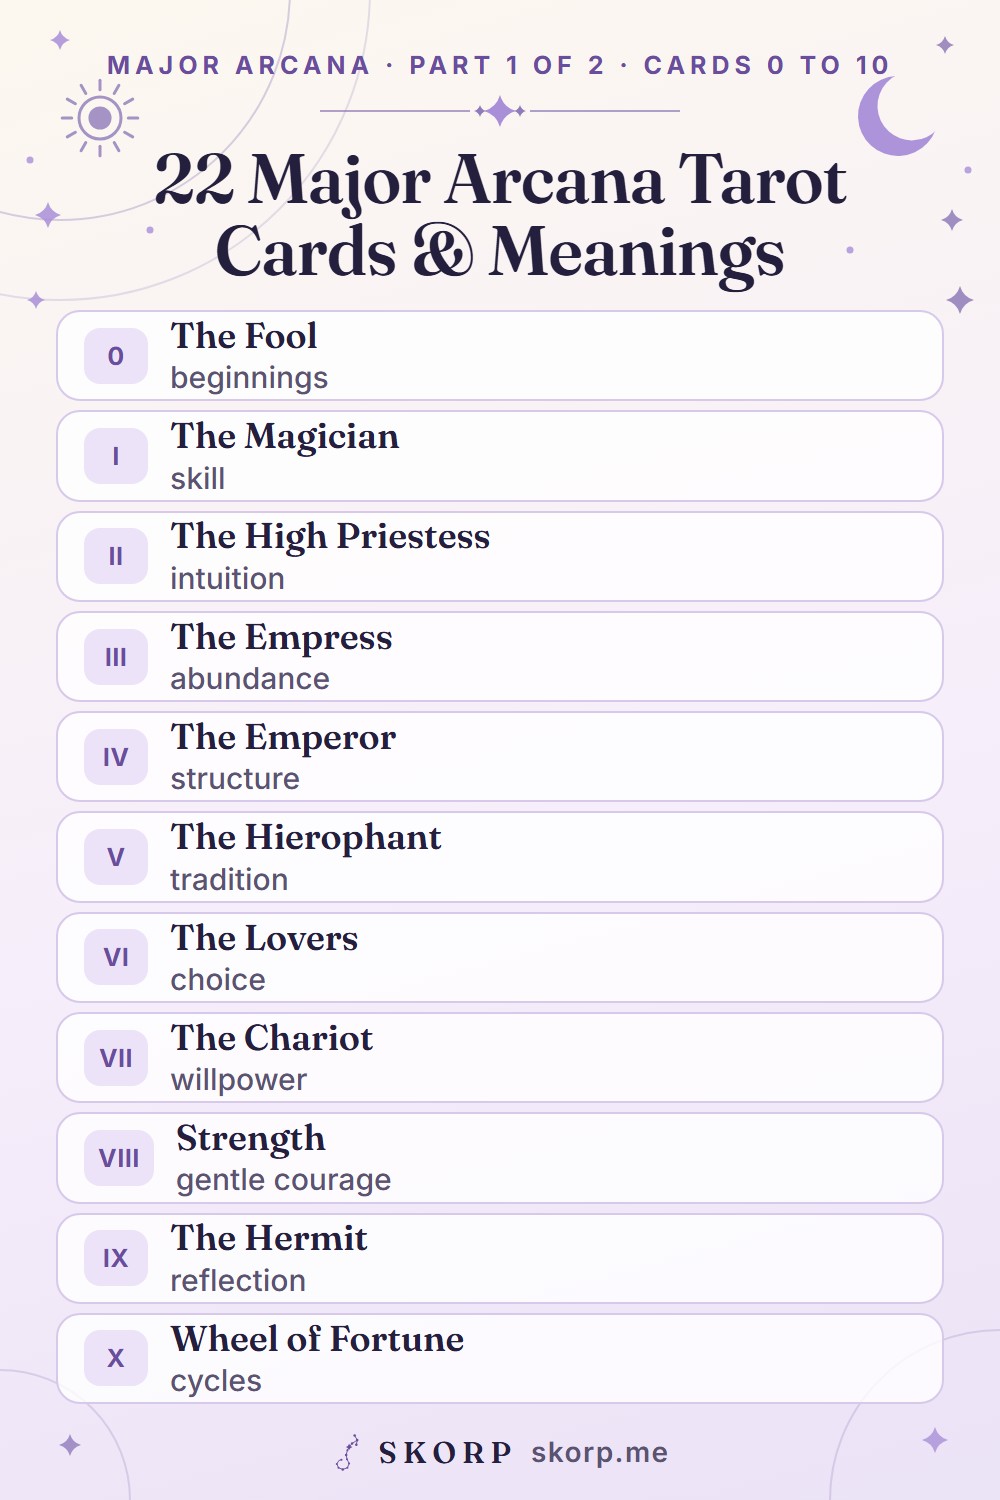 MAJOR ARCANA · PART 1 OF 2 · CARDS 0 TO 10
22 Major Arcana Tarot
Cards & Meanings
0
The Fool
beginnings
I
The Magician
skill
II
The High Priestess
intuition
III
The Empress
abundance
IV
The Emperor
structure
V
The Hierophant
tradition
VI
The Lovers
choice
VII
The Chariot
willpower
VIII
Strength
gentle courage
IX
The Hermit
reflection
X
Wheel of Fortune
cycles
SKORP skorp.me